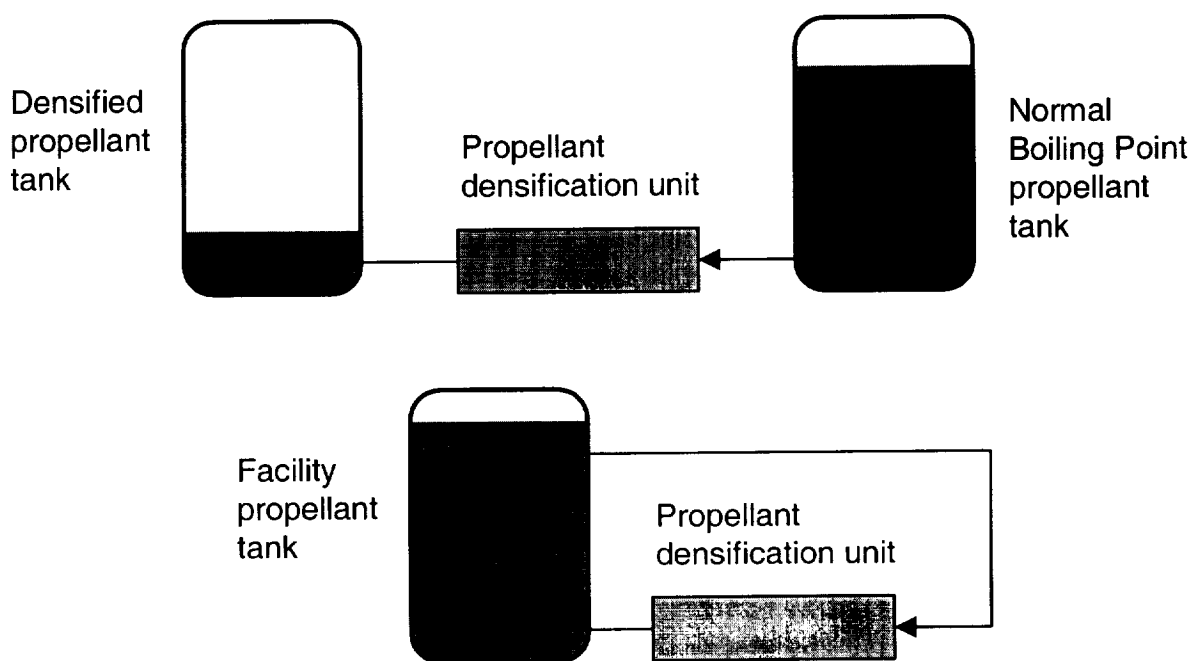 Densified
propellant
tank
Propellant
densification unit
Normal
Boiling Point
propellant
tank
Facility
propellant
tank
Propellant
densification unit